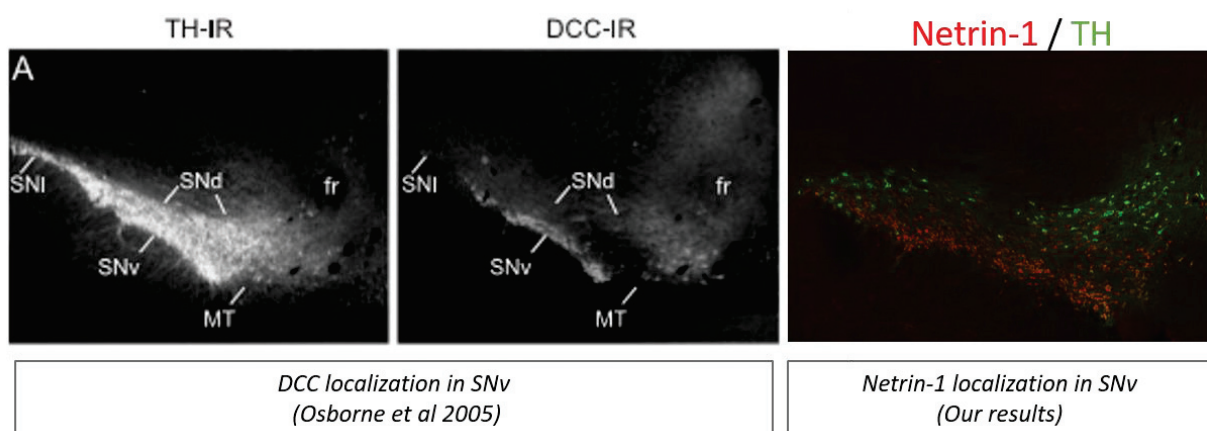 TH-IR
DCC-IR
Netrin-1 / TH
A
SNl
SNd
fr
SNv
MT
SNl
SNd
fr
SNv
MT
DCC localization in SNv
(Osborne et al 2005)
Netrin-1 localization in SNv
(Our results)